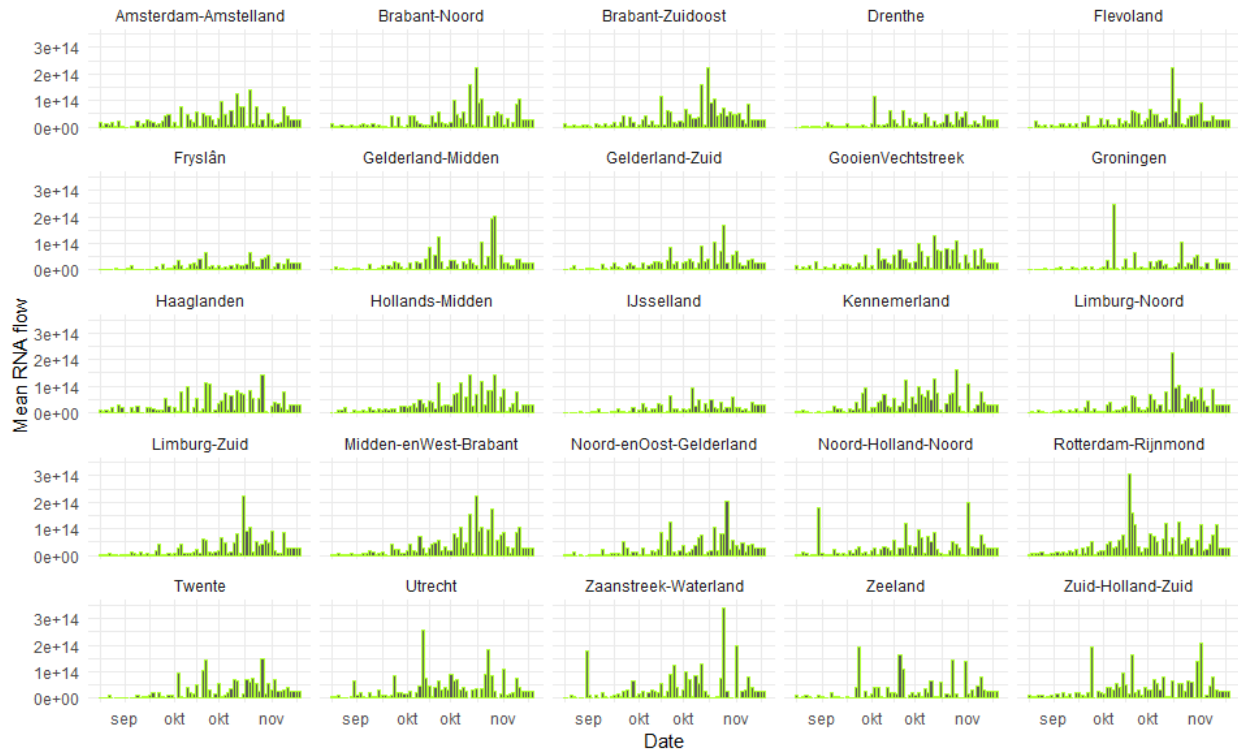 Amsterdam-Amstelland Brabant-Noord Brabant-Zuidoost Drenthe Flevoland
3e+14
2e+14
1e+14
0e+00
Fryslân Gelderland-Midden Gelderland-Zuid GooienVechtstreek Groningen
3e+14
2e+14
1e+14
0e+00
Haaglanden Hollands-Midden IJsselland Kennemerland Limburg-Noord
3e+14
2e+14
1e+14
0e+00
Limburg-Zuid Midden-enWest-Brabant Noord-enOost-Gelderland Noord-Holland-Noord Rotterdam-Rijnmond
3e+14
2e+14
1e+14
0e+00
Twente Utrecht Zaanstreek-Waterland Zeeland Zuid-Holland-Zuid
3e+14
2e+14
1e+14
0e+00
sep okt okt nov sep okt okt nov sep okt okt nov sep okt okt nov sep okt okt nov
Date
Mean RNA flow